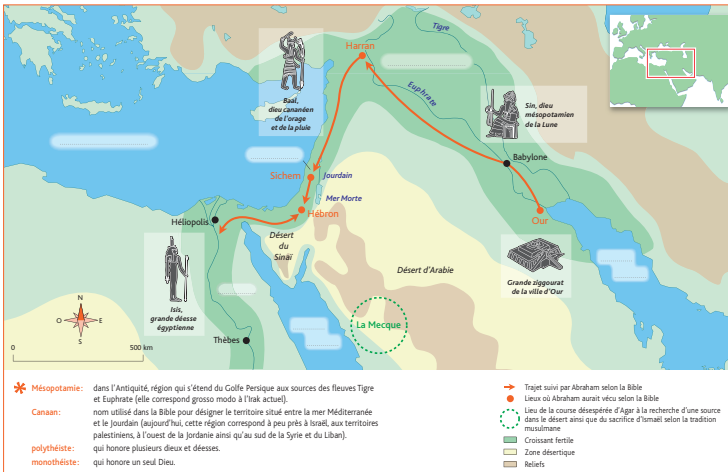 Tigre
Harran
Euphrate
Baal,
dieu cananéen
de l'orage
et de la pluie
Sin, dieu
mésopotamien
de la Lune
Babylone
Sichem
Jourdain
Mer Morte
Hébron
Our
Héliopolis
Désert
du
Sinaï
Désert d'Arabie
Grande ziggourat
de la ville d'Our
Isis,
grande déesse
égyptienne
La Mecque
Thèbes
N
O
E
S
0
500 km
Mésopotamie: dans l'Antiquité, région qui s'étend du Golfe Persique aux sources des fleuves Tigre
et Euphrate (elle correspond grosso modo à l'Irak actuel).
Canaan: nom utilisé dans la Bible pour désigner le territoire situé entre la mer Méditerranée
et le Jourdain (aujourd'hui, cette région correspond à peu près à Israël, aux territoires
palestiniens, à l'ouest de la Jordanie ainsi qu'au sud de la Syrie et du Liban).
polythéiste: qui honore plusieurs dieux et déesses.
monothéiste: qui honore un seul Dieu.
Trajet suivi par Abraham selon la Bible
Lieux où Abraham aurait vécu selon la Bible
Lieu de la course désespérée d'Agar à la recherche d'une source
dans le désert ainsi que du sacrifice d'Ismaël selon la tradition
musulmane
Croissant fertile
Zone désertique
Reliefs